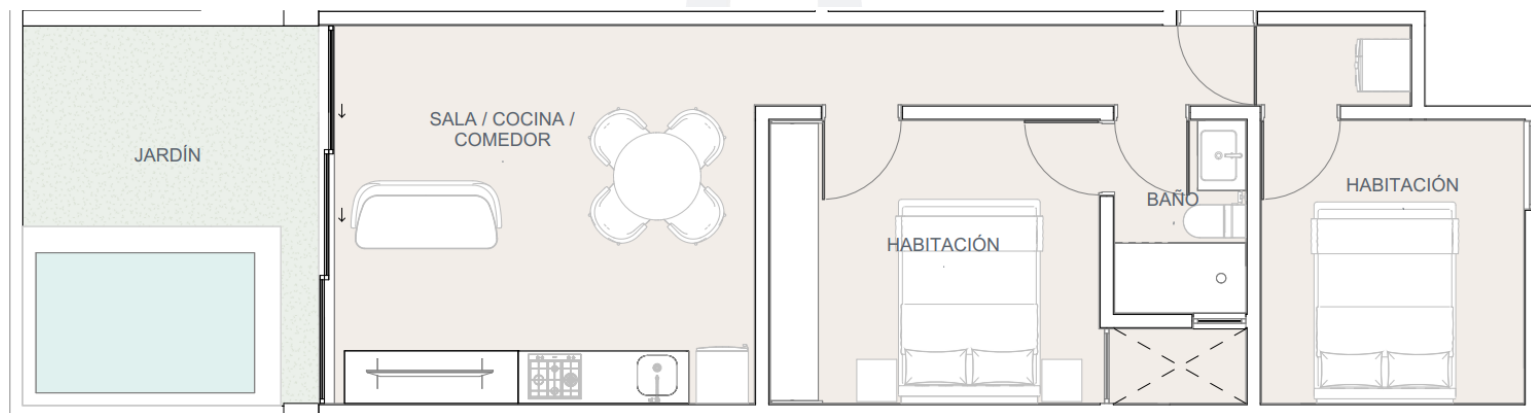 SALA / COCINA /
COMEDOR
JARDÍN
HABITACIÓN
BAÑO
HABITACIÓN